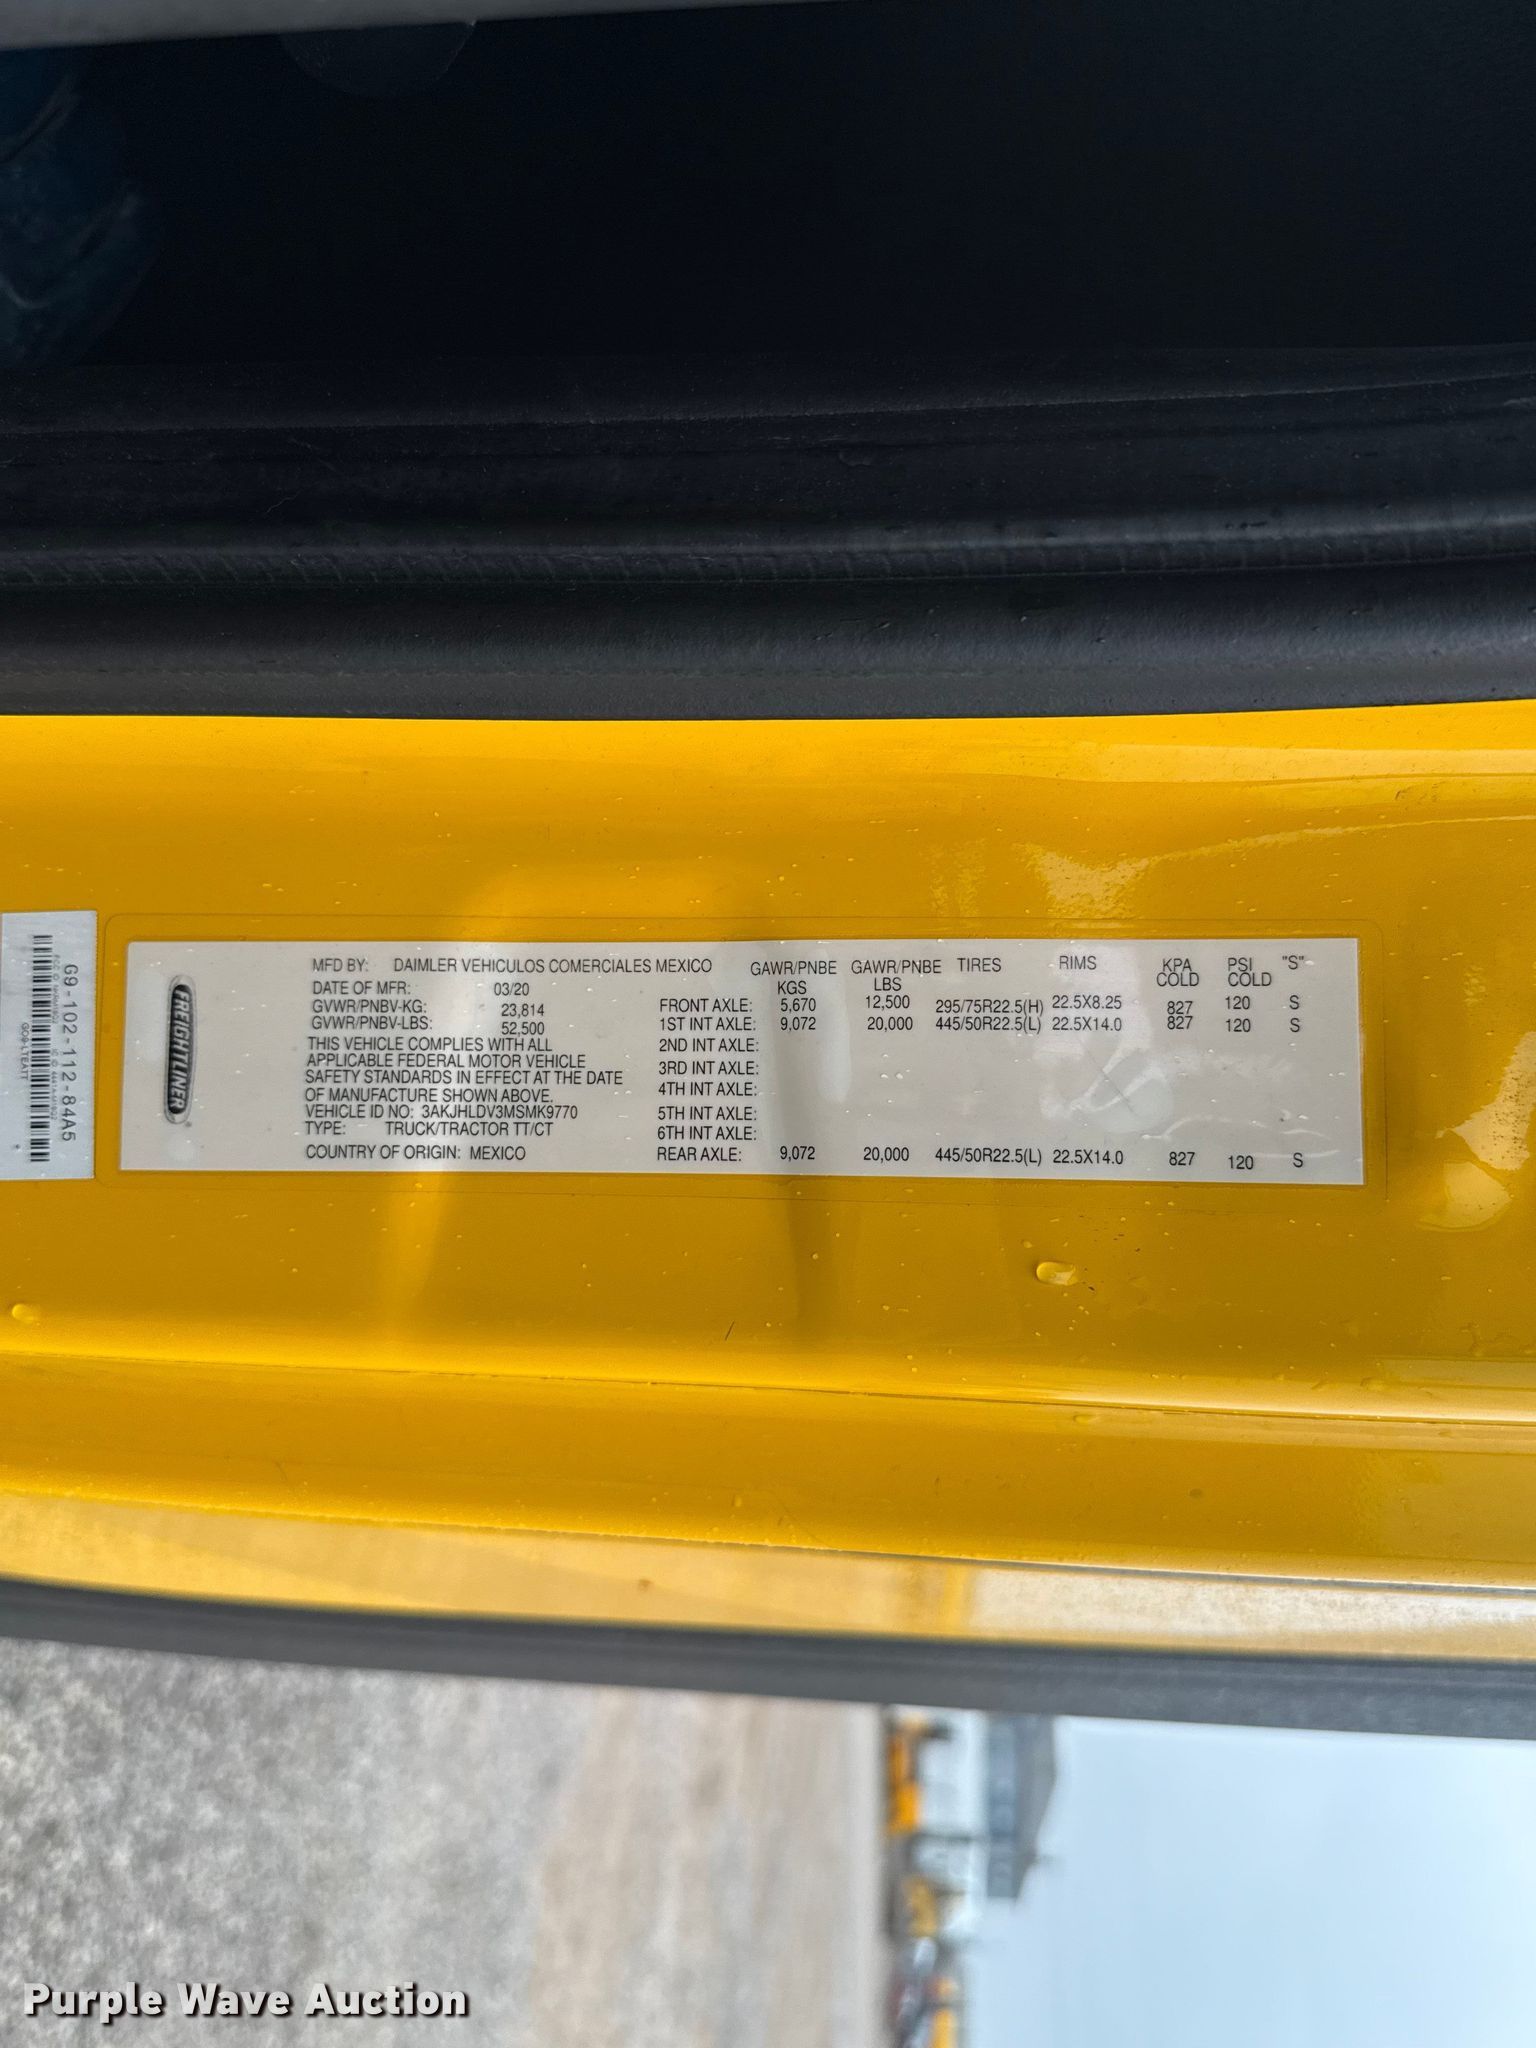 MFD BY: DAIMLER VEHICULOS COMERCIALES MEXICO
DATE OF MFR: 03/20
GVWR/PNBV-KG: 23,814
GVWR/PNBV-LBS: 52,500
THIS VEHICLE COMPLIES WITH ALL
APPLICABLE FEDERAL MOTOR VEHICLE
SAFETY STANDARDS IN EFFECT AT THE DATE
OF MANUFACTURE SHOWN ABOVE.
VEHICLE ID NO: 3AKJHLDV3MSMK9770
TYPE: TRUCK/TRACTOR TT/CT
COUNTRY OF ORIGIN: MEXICO
GAWR/PNBE KGS GAWR/PNBE LBS TIRES RIMS KPA COLD PSI COLD "S"
FRONT AXLE: 5,670 12,500 295/75R22.5(H) 22.5X8.25 827 120 S
1ST INT AXLE: 9,072 20,000 445/50R22.5(L) 22.5X14.0 827 120 S
2ND INT AXLE:
3RD INT AXLE:
4TH INT AXLE:
5TH INT AXLE:
6TH INT AXLE:
REAR AXLE: 9,072 20,000 445/50R22.5(L) 22.5X14.0 827 120 S
FREIGHTLINER
G9-102-112-84A5
GO9-LTEA1T
Purple Wave Auction